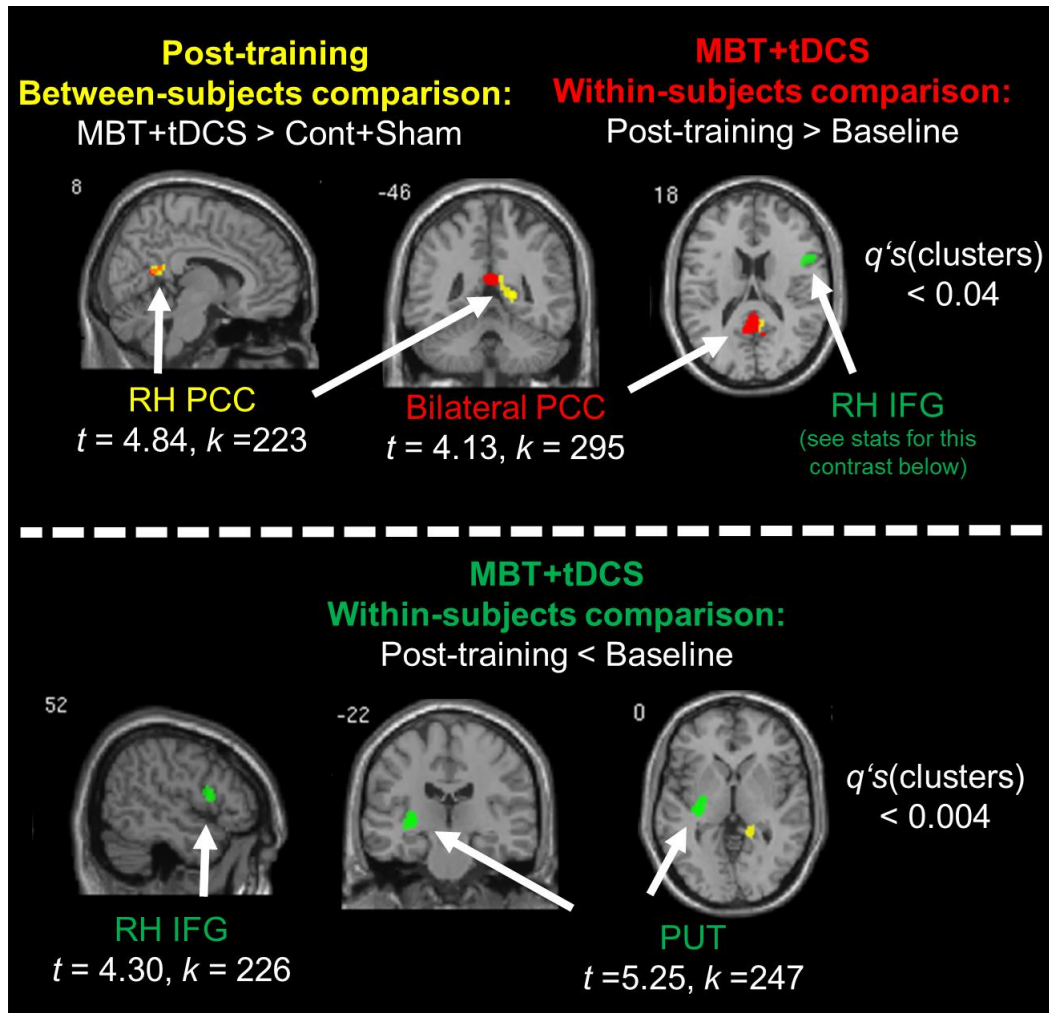 Post-training
Between-subjects comparison:
MBT+tDCS > Cont+Sham
MBT+tDCS
Within-subjects comparison:
Post-training > Baseline
8
-46
18
q‘s(clusters)
< 0.04
RH PCC
t = 4.84, k =223
Bilateral PCC
t = 4.13, k = 295
RH IFG
(see stats for this
contrast below)
MBT+tDCS
Within-subjects comparison:
Post-training < Baseline
52
-22
0
q‘s(clusters)
< 0.004
RH IFG
t = 4.30, k = 226
PUT
t =5.25, k =247